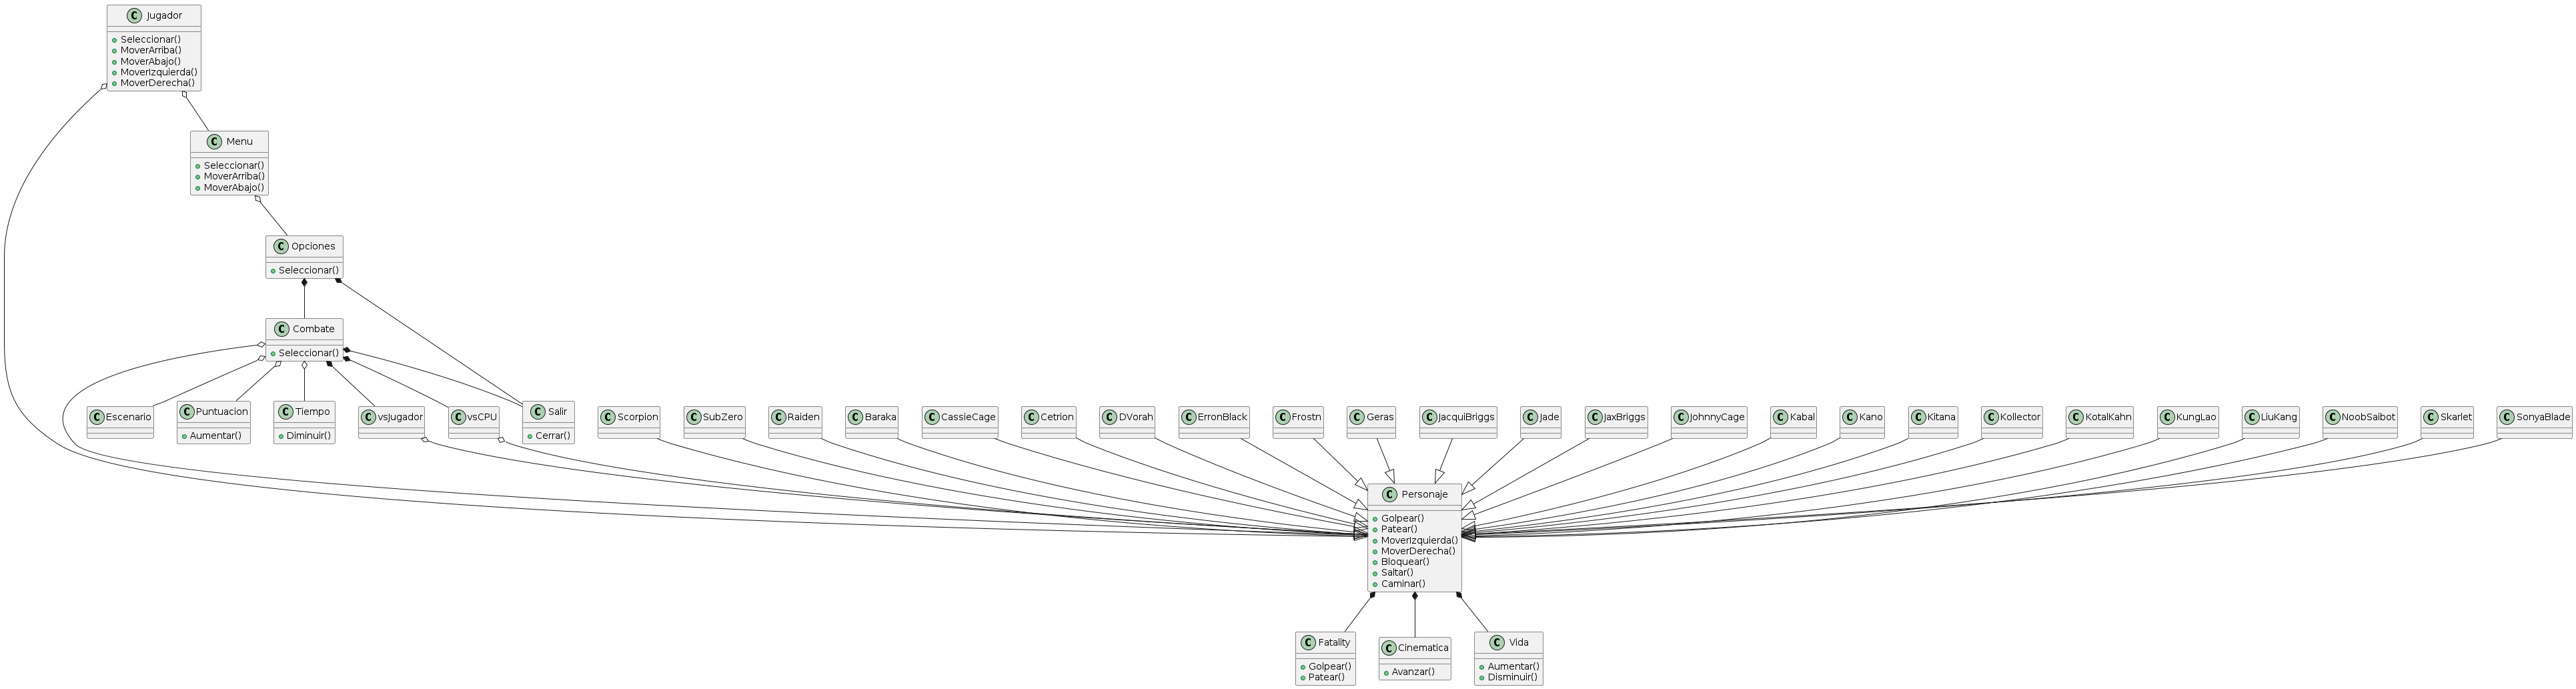 C Jugador
Seleccionar()
MoverArriba()
MoverAbajo()
MoverIzquierda()
MoverDerecha()
C Menu
Seleccionar()
MoverArriba()
MoverAbajo()
C Opciones
Seleccionar()
C Combate
Seleccionar()
C Escenario
C Puntuacion
Aumentar()
C Tiempo
Diminuir()
C vsJugador
C vsCPU
C Salir
Cerrar()
C Scorpion
C SubZero
C Raiden
C Baraka
C CassieCage
C Cetrion
C DVorah
C ErronBlack
C Frostn
C Geras
C JacquiBriggs
C Jade
C JaxBriggs
C JohnnyCage
C Kabal
C Kano
C Kitana
C Kollector
C KotalKahn
C KungLao
C LiuKang
C NoobSaibot
C Skarlet
C SonyaBlade
C Personaje
Golpear()
Patear()
MoverIzquierda()
MoverDerecha()
Bloquear()
Saltar()
Caminar()
C Fatality
Golpear()
Patear()
C Cinematica
Avanzar()
C Vida
Aumentar()
Disminuir()